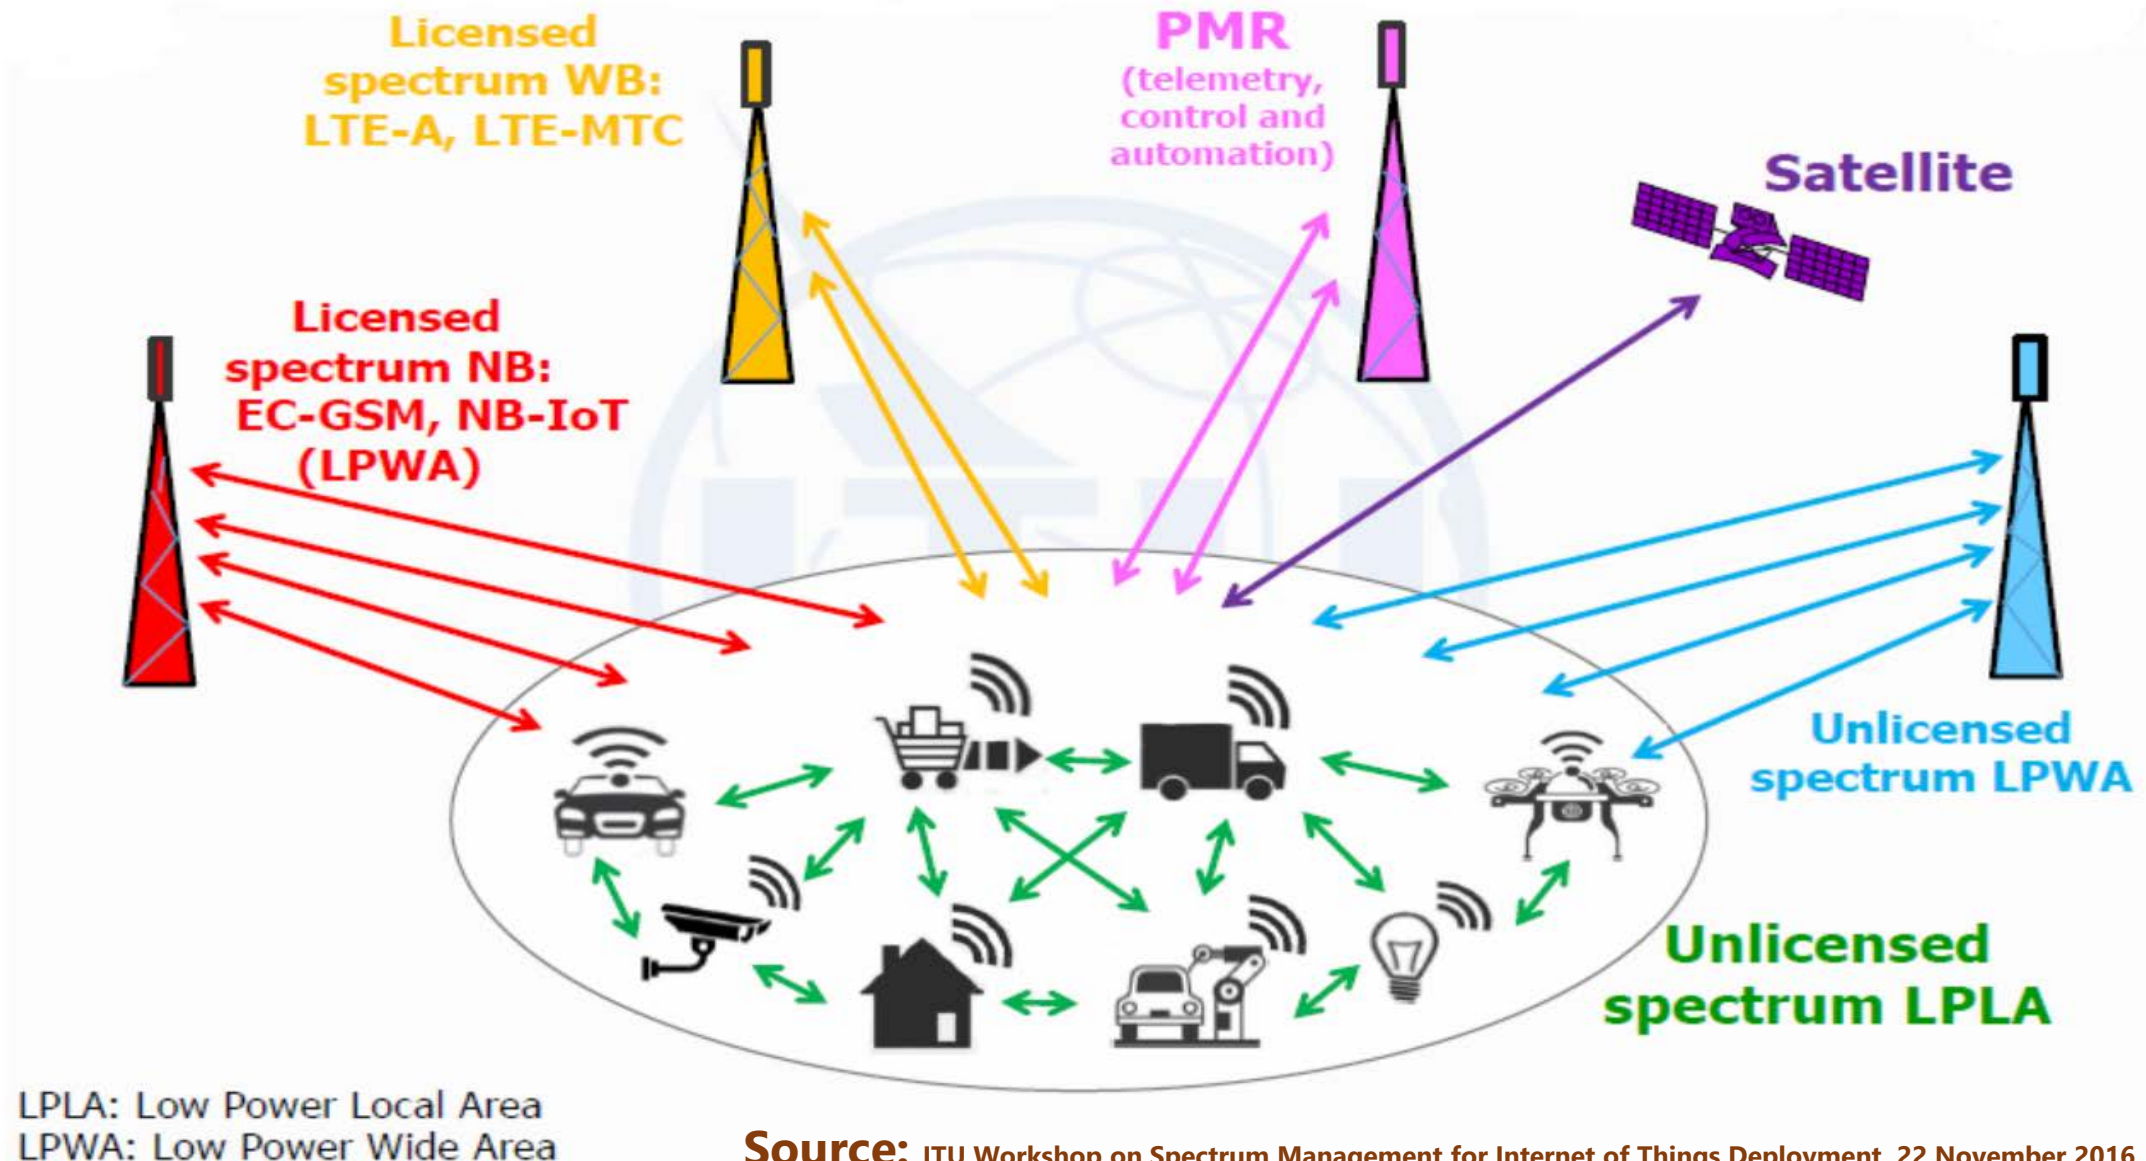 Licensed
spectrum WB:
LTE-A, LTE-MTC
PMR
(telemetry,
control and
automation)
Satellite
Licensed
spectrum NB:
EC-GSM, NB-IoT
(LPWA)
ITU
Unlicensed
spectrum LPWA
Unlicensed
spectrum LPLA
LPLA: Low Power Local Area
LPWA: Low Power Wide Area
Source: ITU Workshop on Spectrum Management for Internet of Things Deployment, 22 November 2016